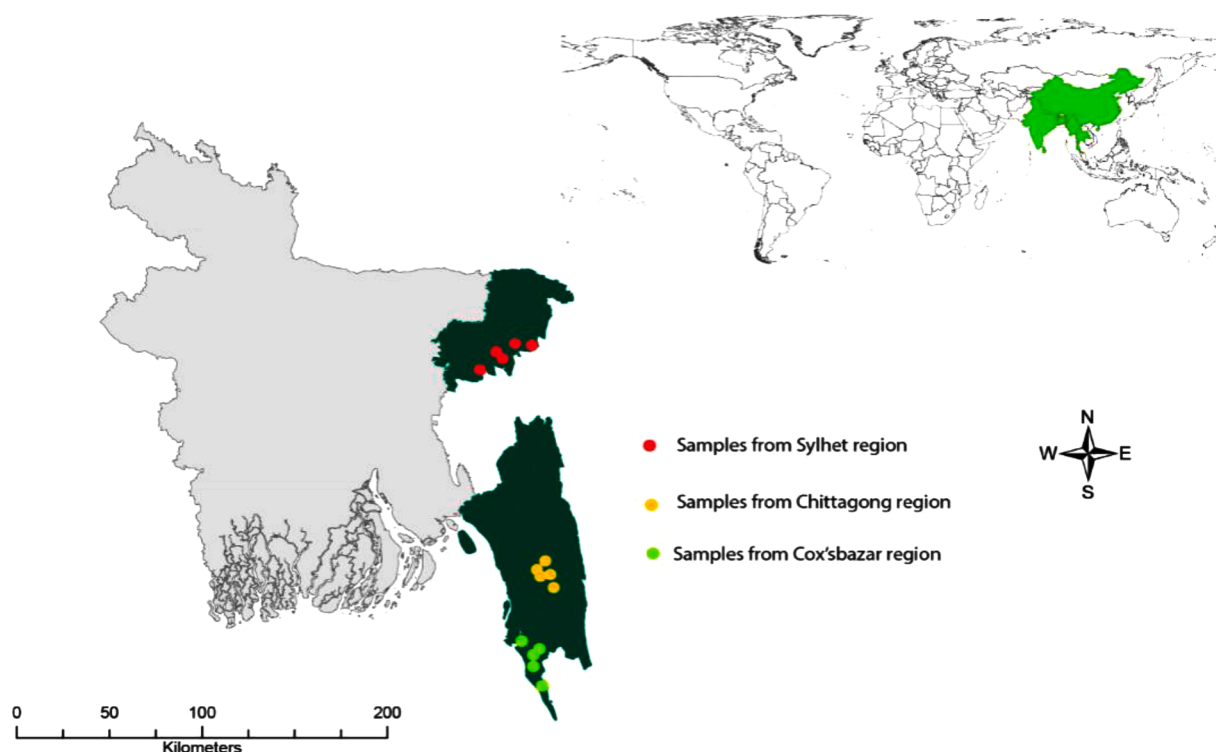 N
W E
S
Samples from Sylhet region
Samples from Chittagong region
Samples from Cox'sbazar region
0 50 100 200
Kilometers